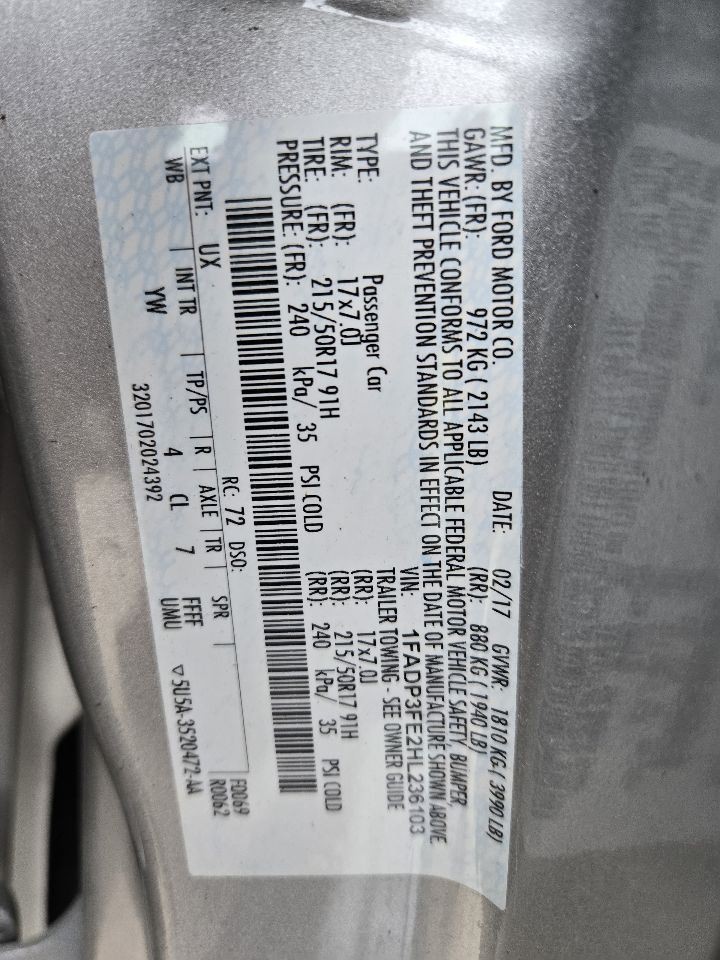 MFD. BY FORD MOTOR CO. DATE: 02/17 GVWR: 1810 KG ( 3990 LB)
GAWR: (FR): 972 KG ( 2143 LB) (RR) 880 KG ( 1940 LB)
THIS VEHICLE CONFORMS TO ALL APPLICABLE FEDERAL MOTOR VEHICLE SAFETY, BUMPER,
AND THEFT PREVENTION STANDARDS IN EFFECT ON THE DATE OF MANUFACTURE SHOWN ABOVE.
VIN: 1FADP3FE2HL236103
TYPE: Passenger Car TRAILER TOWING - SEE OWNER GUIDE
RIM: (FR): 17x7.0J (RR): 17x7.0J
TIRE: (FR): 215/50R17 91H (RR): 215/50R17 91H
PRESSURE: (FR): 240 kPa/ 35 PSI COLD (RR): 240 kPa/ 35 PSI COLD
RC: 72 DSO: F0069
EXT PNT: UX R0062
WB | INT TR | TP/PS | R | AXLE | TR | SPR |
YW 4 CL 7 FFFF ▽5U5A-3520472-AA
3201702024392 UMU